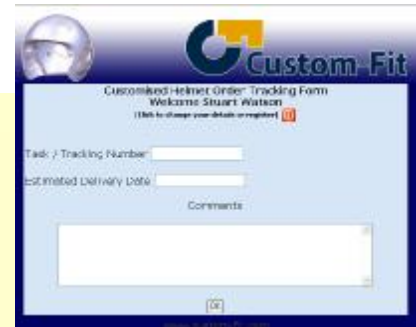 Custom-Fit
Customised Helmet Order Tracking Form
Welcome Stuart Watson
(Click to change your details or register)
Task / Tracking Number
Estimated Delivery Date
Comments
OK